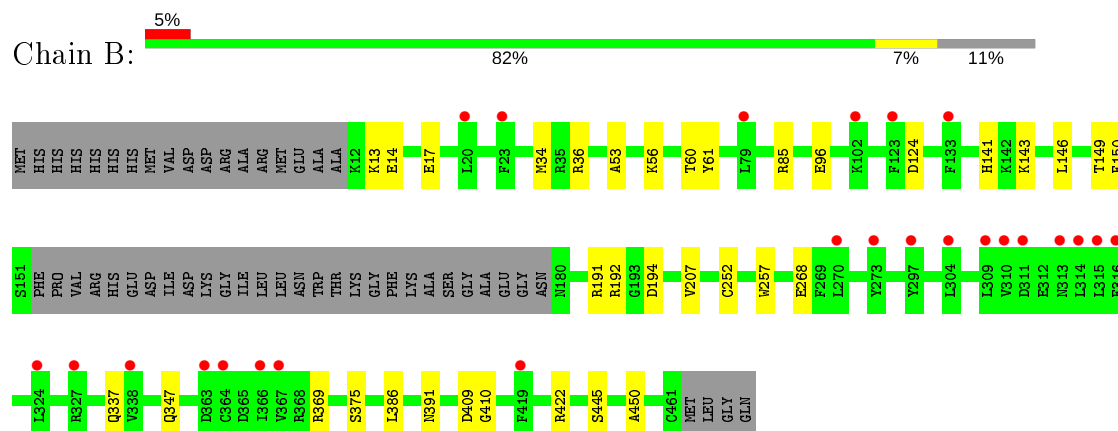 5%
Chain B:
82% 7% 11%
MET HIS HIS HIS HIS HIS HIS MET VAL ASP ASP ARG ALA ARG MET GLU ALA ALA K12 K13 E14 E17 L20 F23 M34 R35 R36 A53 K56 T60 Y61 L79 R85 E96 K102 F123 D124 F133 H141 K142 K143 L146 T149 E150
S151 PHE PRO VAL ARG HIS GLU ASP ILE ASP LYS GLY ILE LEU LEU ASN TRP THR LYS GLY PHE LYS ALA SER GLY ALA GLU GLY ASN N180 R191 R192 G193 D194 V207 C252 W257 E268 F269 L270 Y273 Y297 L304 L309 V310 D311 E312 N313 L314 L315 E316
L324 R327 Q337 V338 Q347 D363 C364 D365 I366 V367 R368 R369 S375 L386 N391 D409 G410 F419 R422 S445 A450 C461 MET LEU GLY GLN